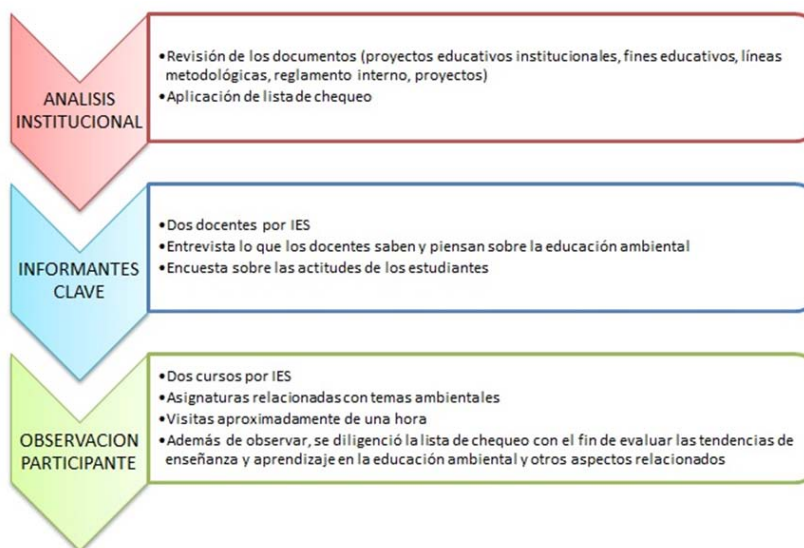 ANALISIS
INSTITUCIONAL
•Revisión de los documentos (proyectos educativos institucionales, fines educativos, líneas
metodológicas, reglamento interno, proyectos)
•Aplicación de lista de chequeo
INFORMANTES
CLAVE
•Dos docentes por IES
•Entrevista lo que los docentes saben y piensan sobre la educación ambiental
•Encuesta sobre las actitudes de los estudiantes
OBSERVACION
PARTICIPANTE
•Dos cursos por IES
•Asignaturas relacionadas con temas ambientales
•Visitas aproximadamente de una hora
•Además de observar, se diligenció la lista de chequeo con el fin de evaluar las tendencias de
enseñanza y aprendizaje en la educación ambiental y otros aspectos relacionados